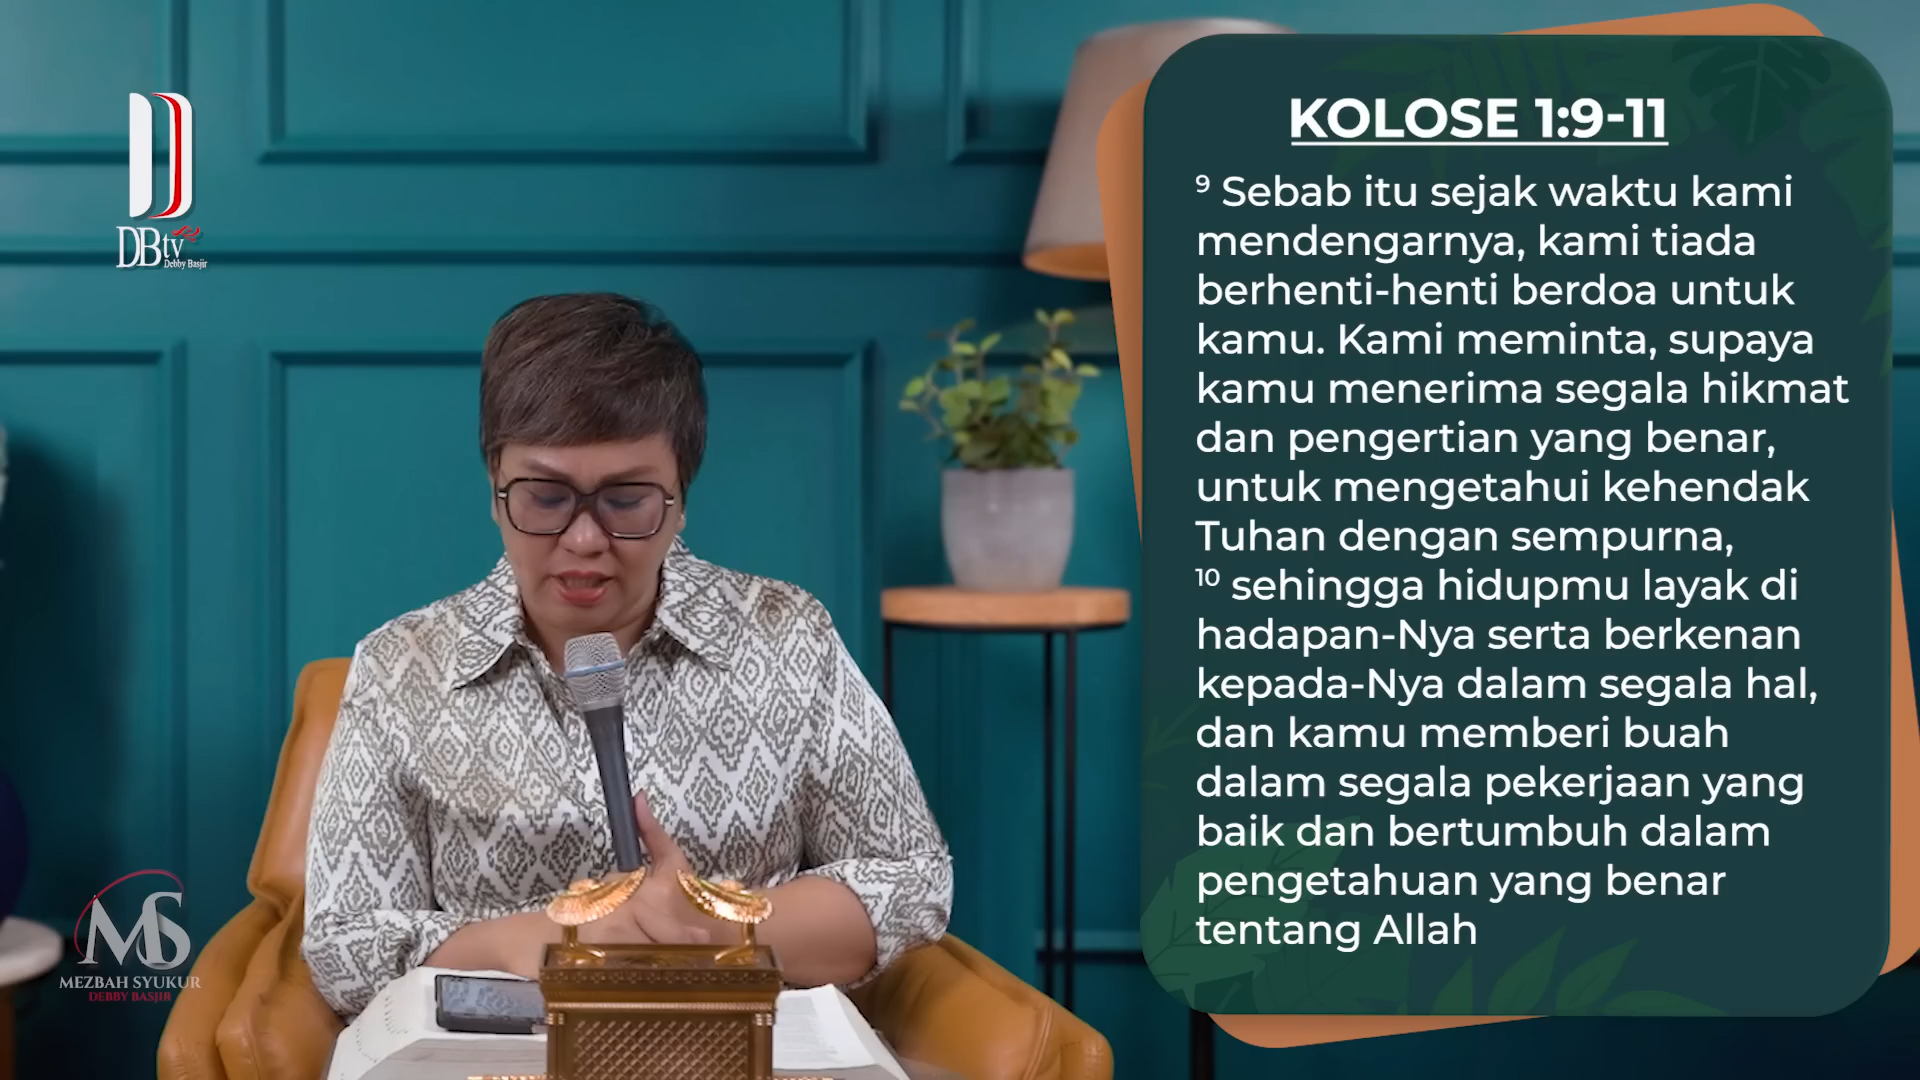 DBtv
Debby Basjir
KOLOSE 1:9-11
⁹ Sebab itu sejak waktu kami
mendengarnya, kami tiada
berhenti-henti berdoa untuk
kamu. Kami meminta, supaya
kamu menerima segala hikmat
dan pengertian yang benar,
untuk mengetahui kehendak
Tuhan dengan sempurna,
¹⁰ sehingga hidupmu layak di
hadapan-Nya serta berkenan
kepada-Nya dalam segala hal,
dan kamu memberi buah
dalam segala pekerjaan yang
baik dan bertumbuh dalam
pengetahuan yang benar
tentang Allah
MS
MEZBAH SYUKUR
DEBBY BASJIR